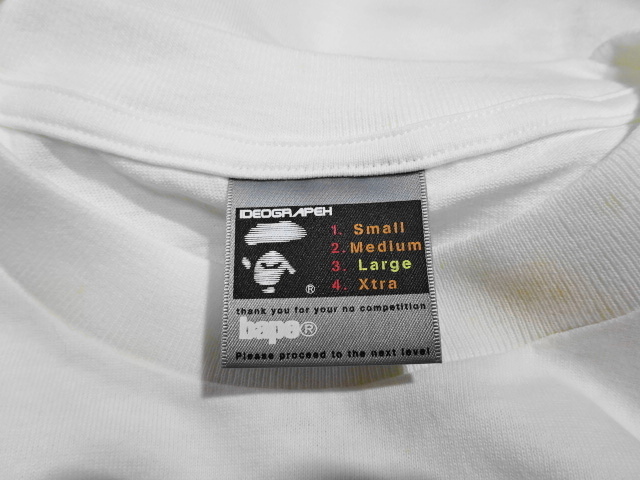 IDEOGRAPEH
1. Small
2. Medium
3. Large
4. Xtra
®
thank you for your no competition
bape®
Please proceed to the next level